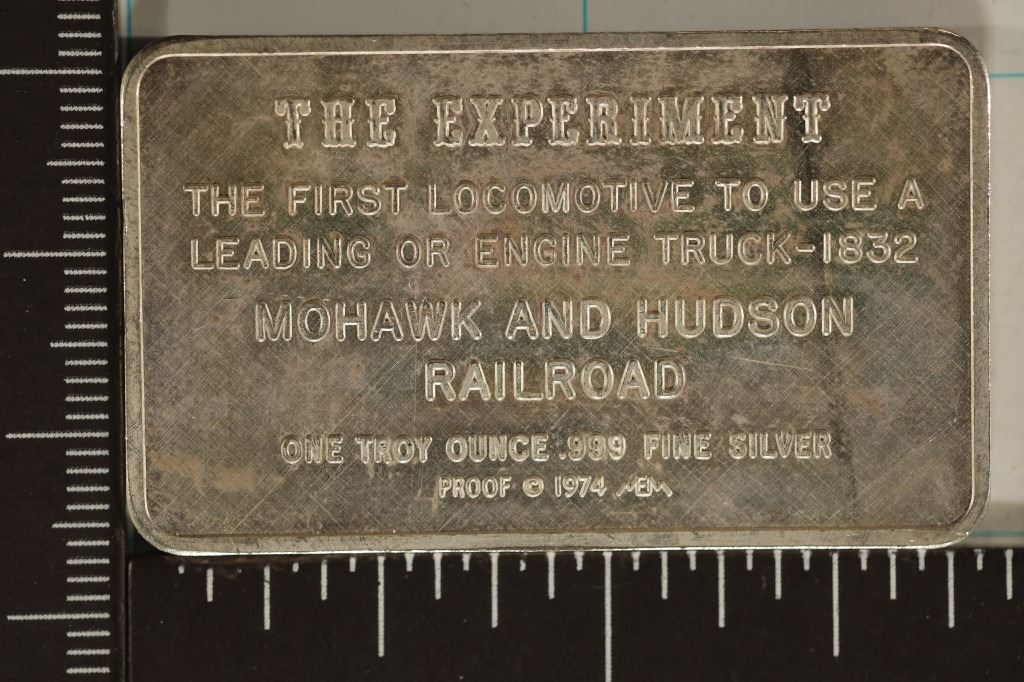 THE EXPERIMENT
THE FIRST LOCOMOTIVE TO USE A
LEADING OR ENGINE TRUCK-1832
MOHAWK AND HUDSON
RAILROAD
ONE TROY OUNCE .999 FINE SILVER
PROOF © 1974 MEM